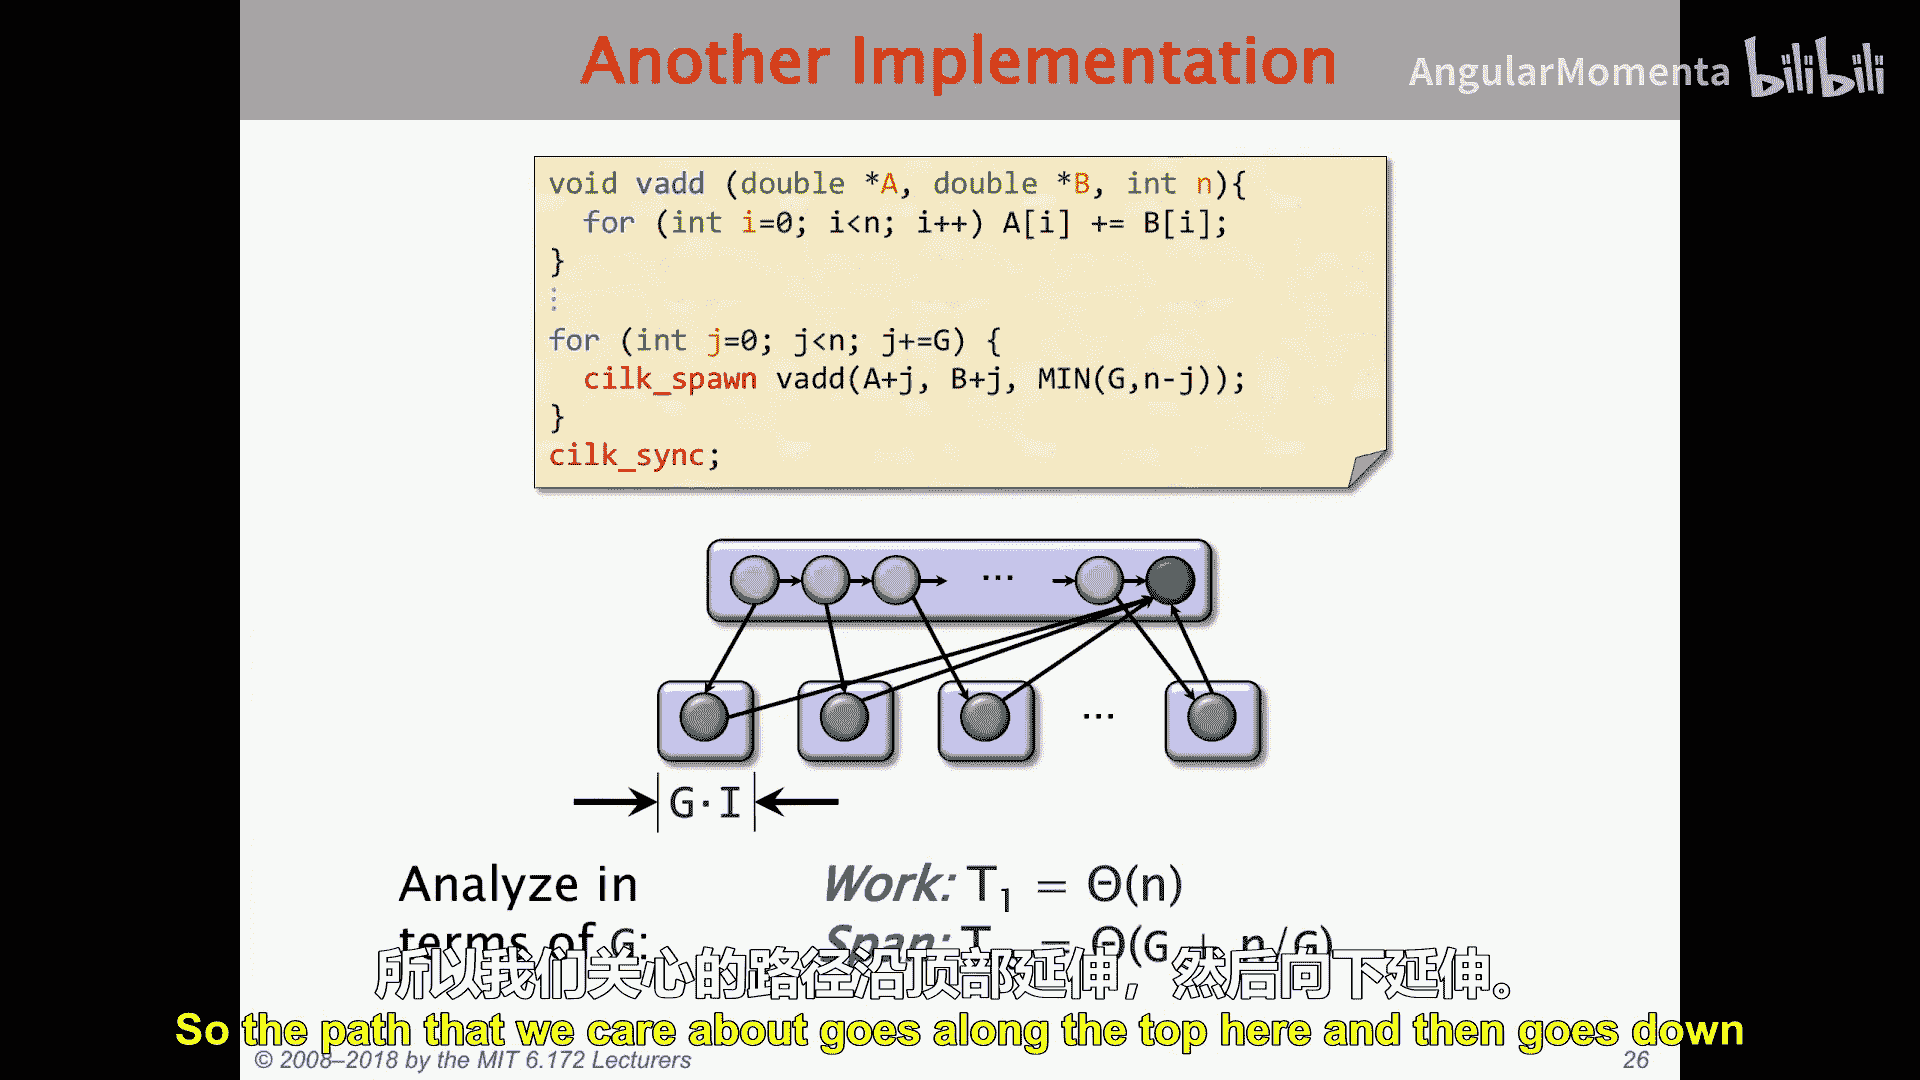 Another Implementation
AngularMomenta bilibili
void vadd (double *A, double *B, int n){
  for (int i=0; i<n; i++) A[i] += B[i];
}
⋮
for (int j=0; j<n; j+=G) {
  cilk_spawn vadd(A+j, B+j, MIN(G,n-j));
}
cilk_sync;
...
...
G·I
Analyze in
terms of G:
Work: T1 = Θ(n)
Span: T = Θ(G + n/G)
所以我们关心的路径沿顶部延伸，然后向下延伸。
So the path that we care about goes along the top here and then goes down
© 2008–2018 by the MIT 6.172 Lecturers
26